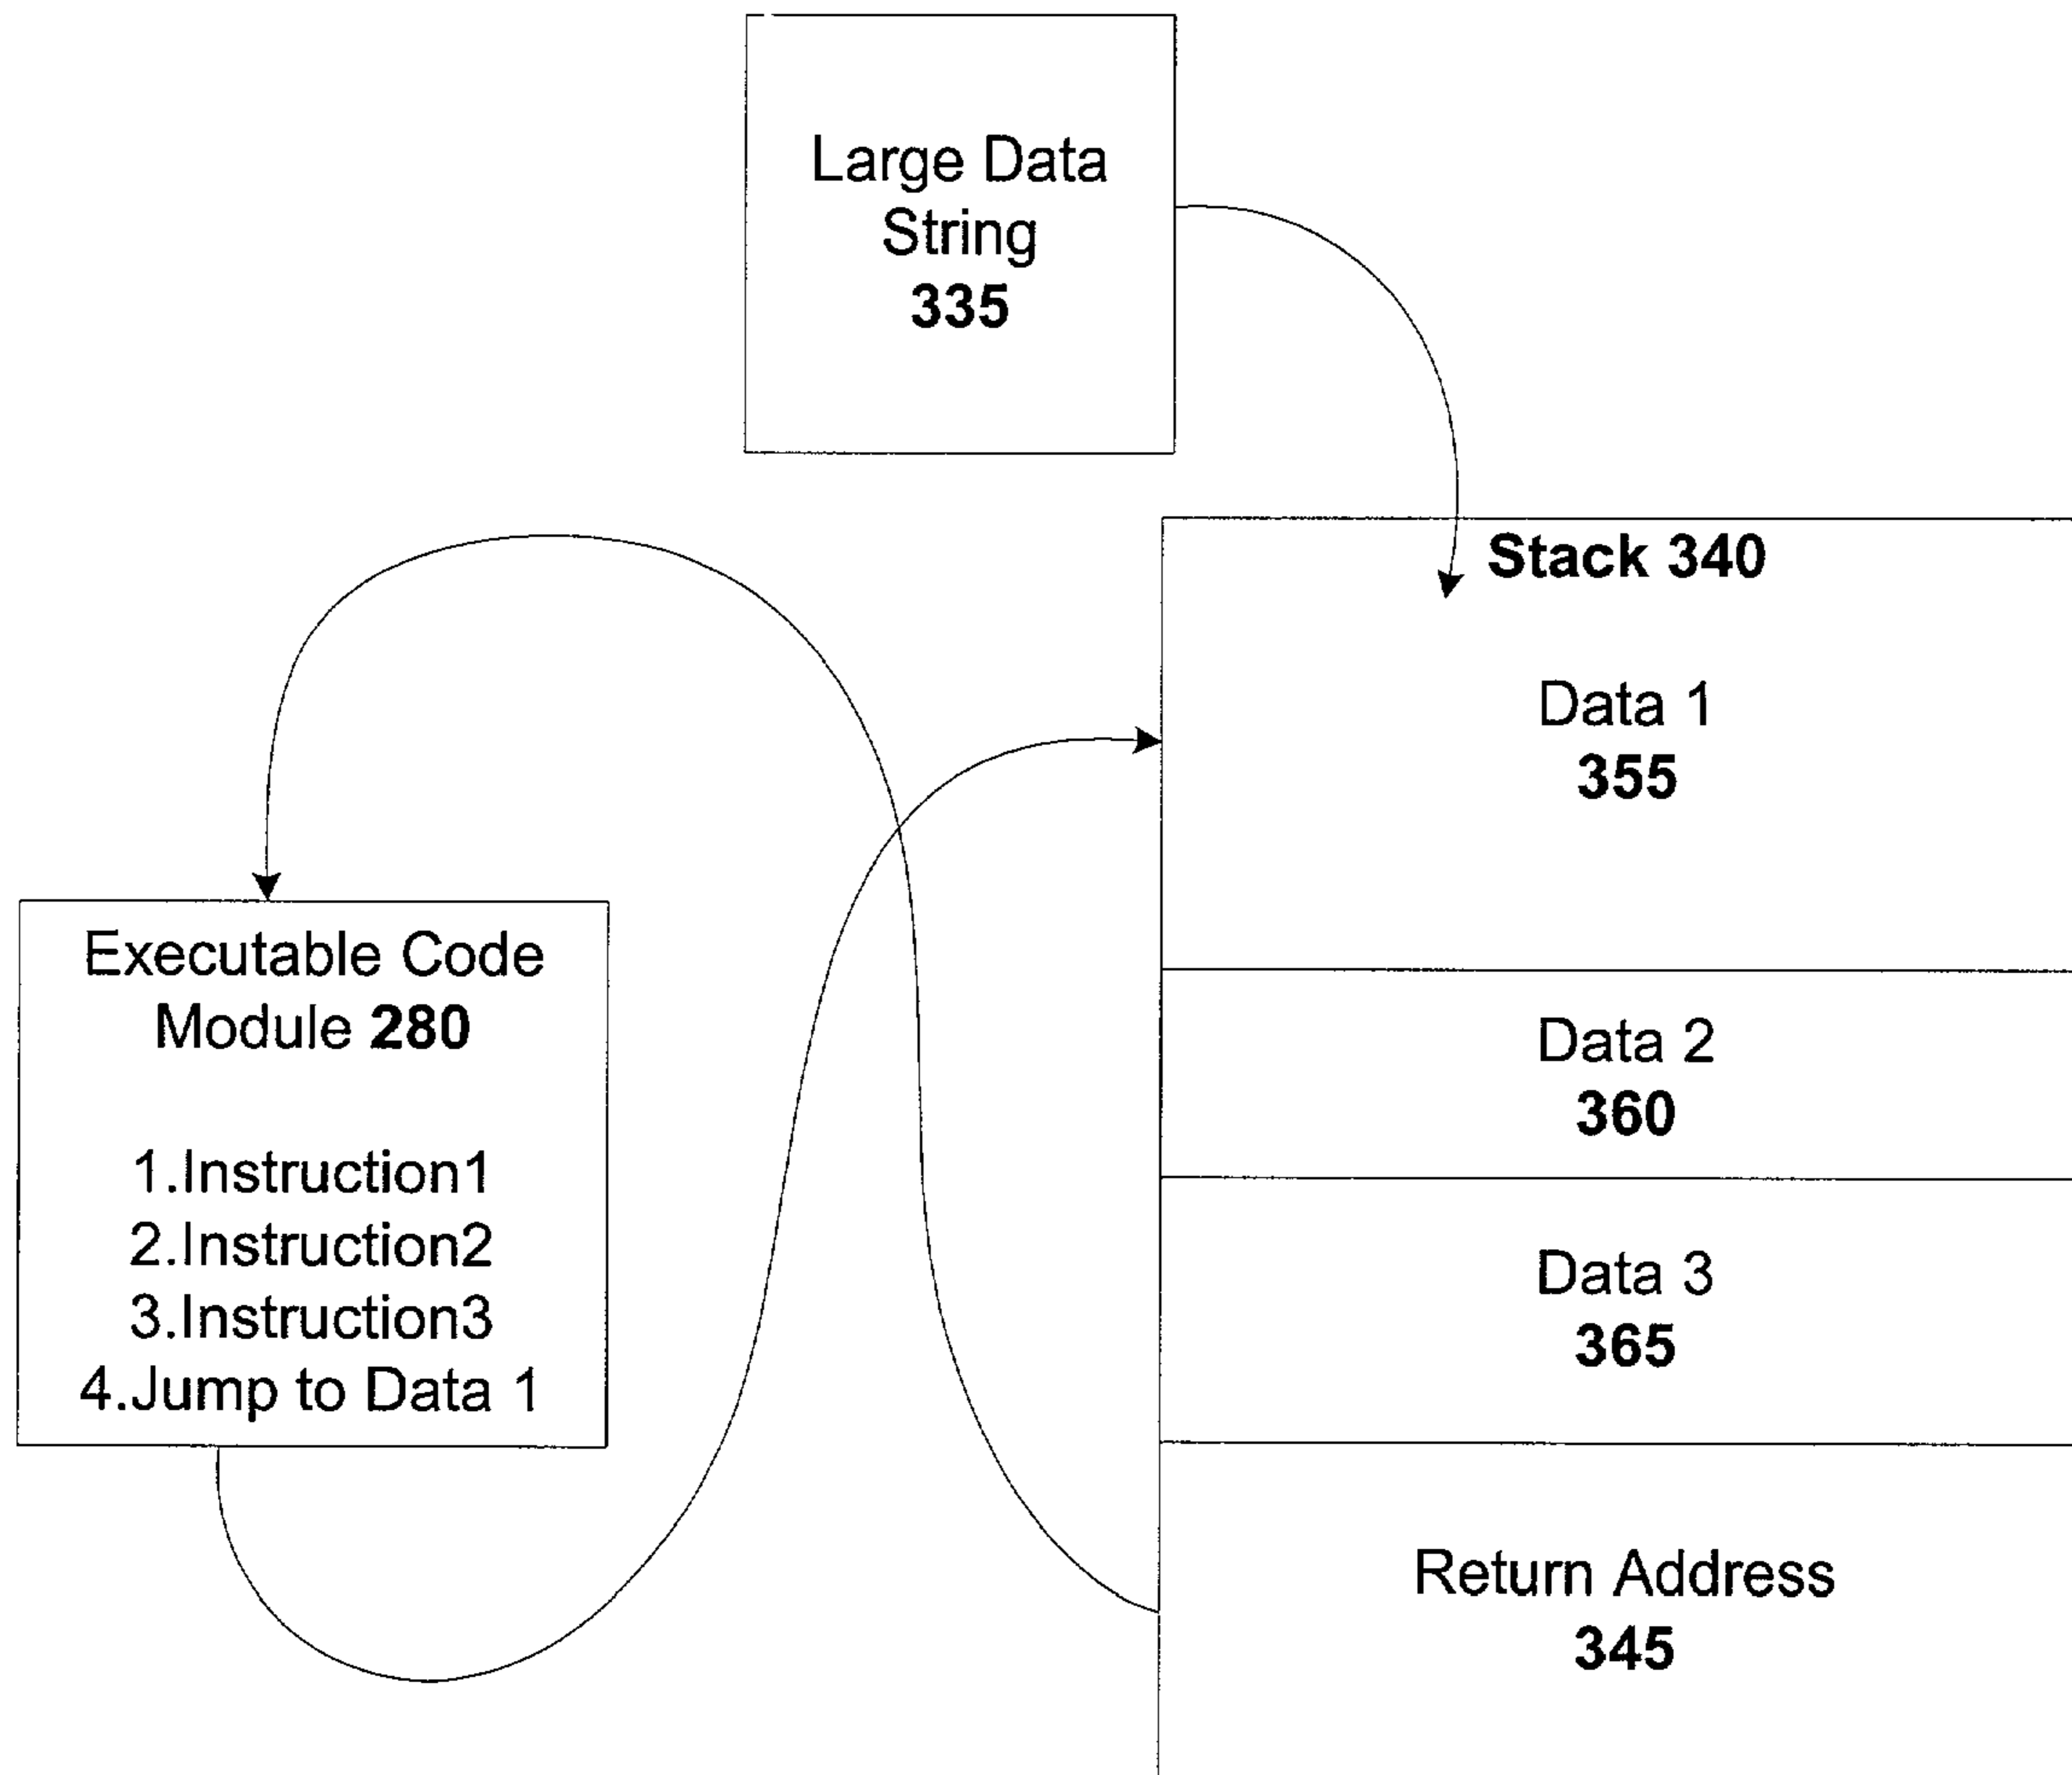 Large Data
String
335
Stack 340
Data 1
355
Executable Code
Module 280
1.Instruction1
2.Instruction2
3.Instruction3
4.Jump to Data 1
Data 2
360
Data 3
365
Return Address
345